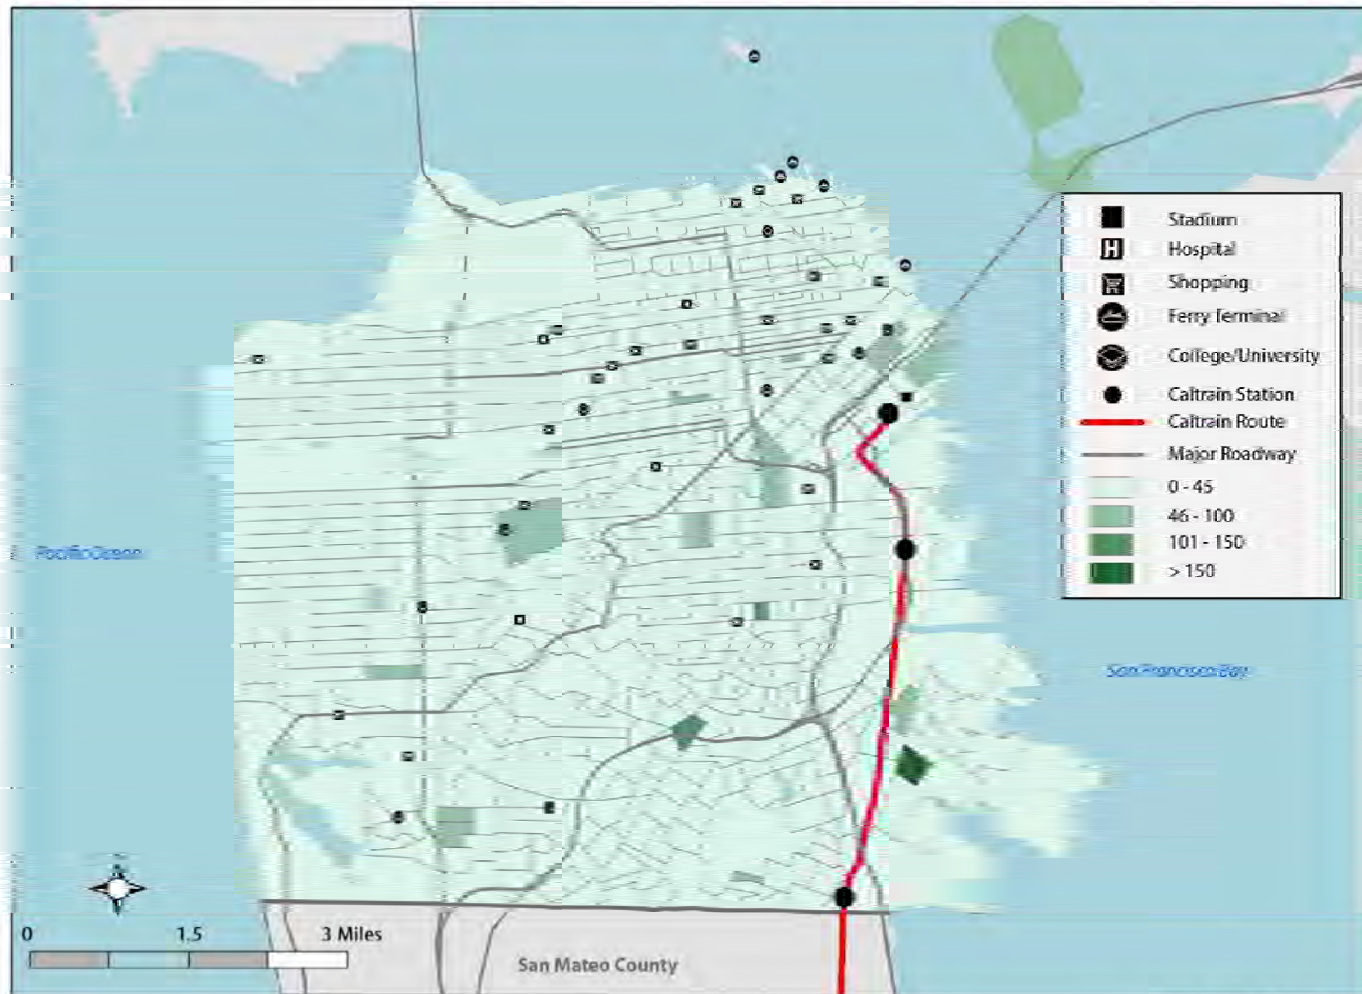 Stadium
Hospital
Shopping
Ferry Terminal
College/University
Caltrain Station
Caltrain Route
Major Roadway
0 - 45
46 - 100
101 - 150
> 150
Pacific Ocean
San Francisco Bay
0 1.5 3 Miles
San Mateo County